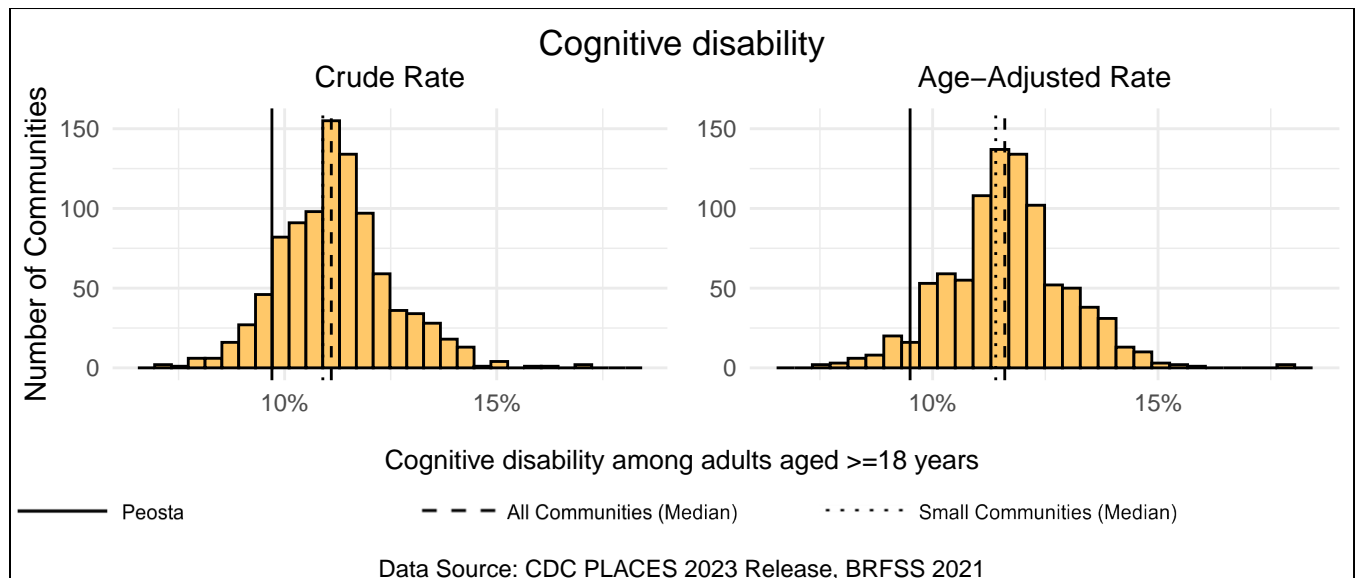 Cognitive disability
Crude Rate
Age−Adjusted Rate
Number of Communities
150
100
50
0
10%
15%
150
100
50
0
10%
15%
Cognitive disability among adults aged >=18 years
Peosta
All Communities (Median)
Small Communities (Median)
Data Source: CDC PLACES 2023 Release, BRFSS 2021